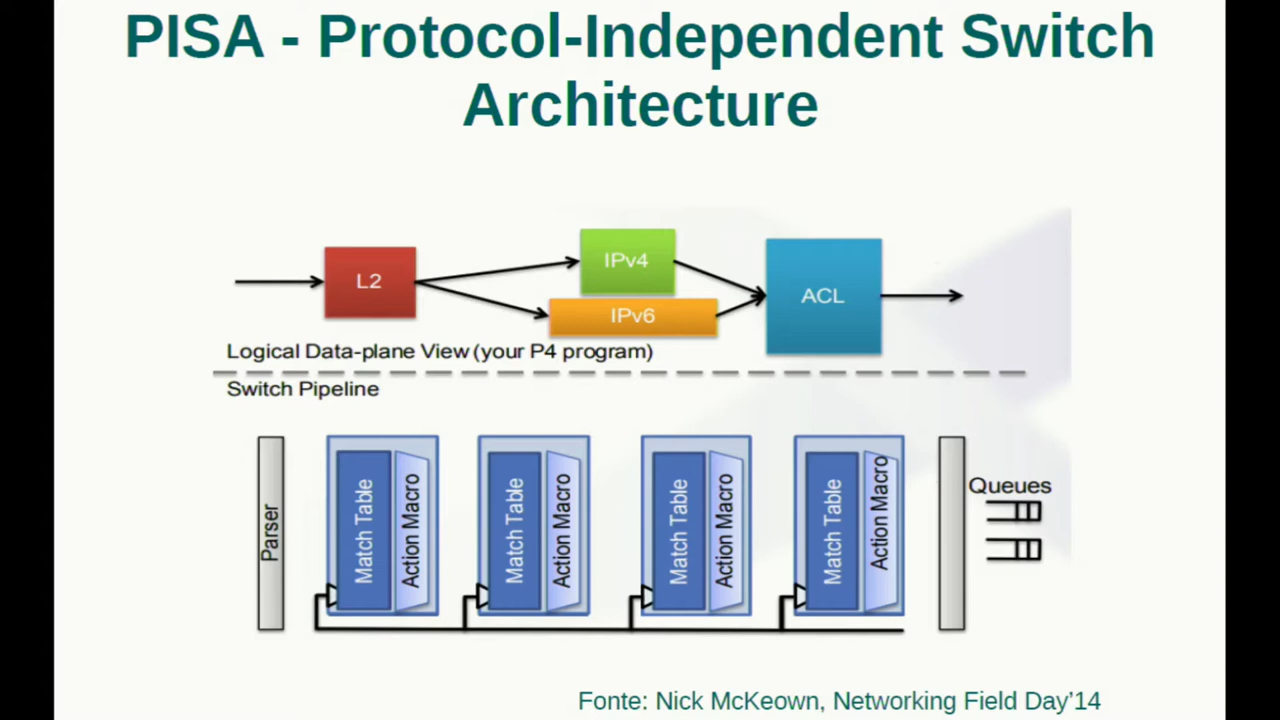 PISA - Protocol-Independent Switch
Architecture
L2
IPv4
IPv6
ACL
Logical Data-plane View (your P4 program)
Switch Pipeline
Parser
Match Table
Action Macro
Match Table
Action Macro
Match Table
Action Macro
Match Table
Action Macro
Queues
Fonte: Nick McKeown, Networking Field Day’14